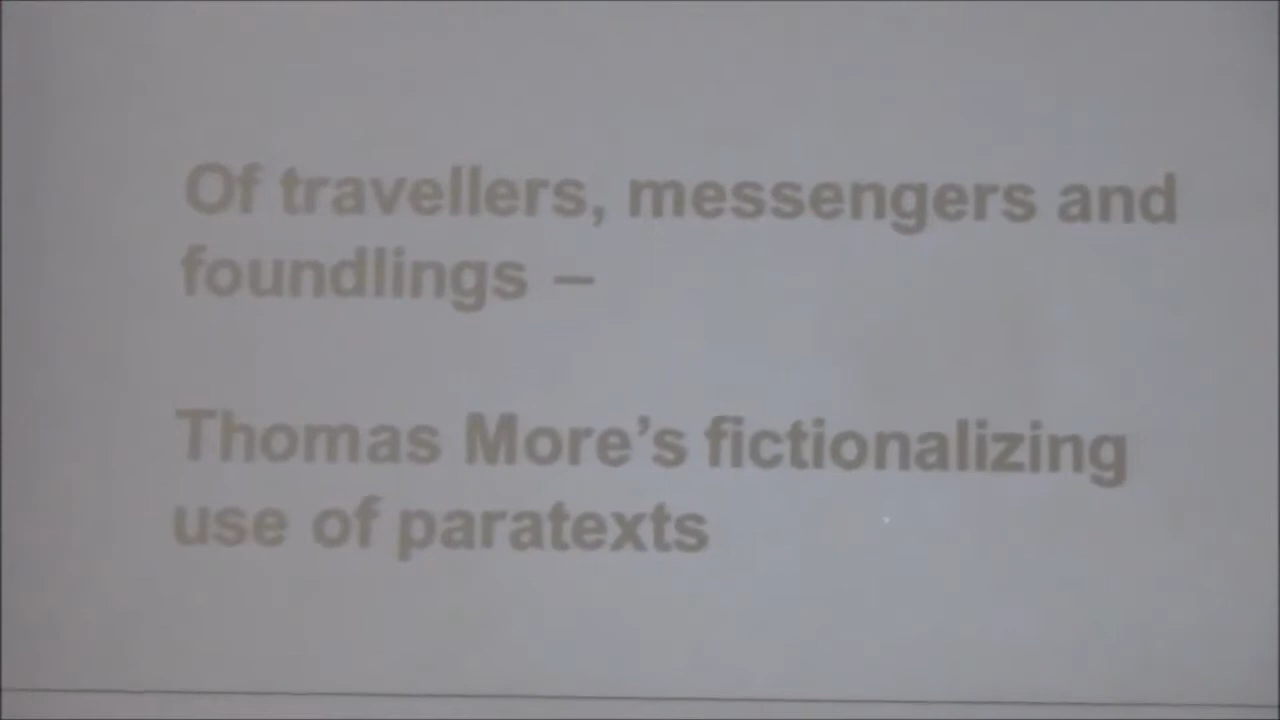 Of travellers, messengers and
foundlings –
Thomas More’s fictionalizing
use of paratexts